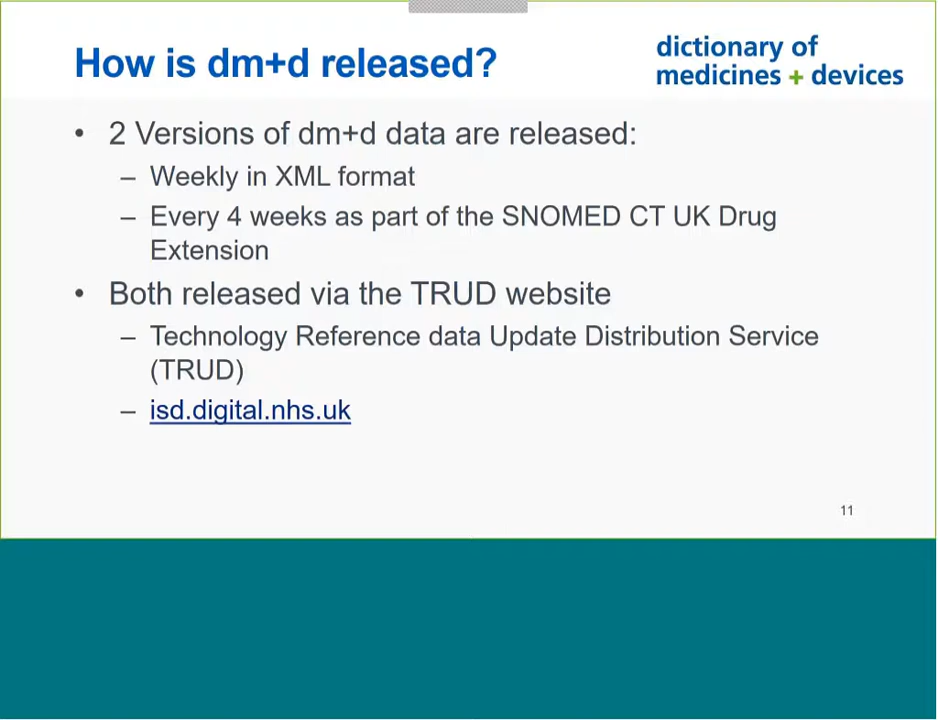 How is dm+d released?
dictionary of
medicines + devices
• 2 Versions of dm+d data are released:
– Weekly in XML format
– Every 4 weeks as part of the SNOMED CT UK Drug
Extension
• Both released via the TRUD website
– Technology Reference data Update Distribution Service
(TRUD)
– isd.digital.nhs.uk
11